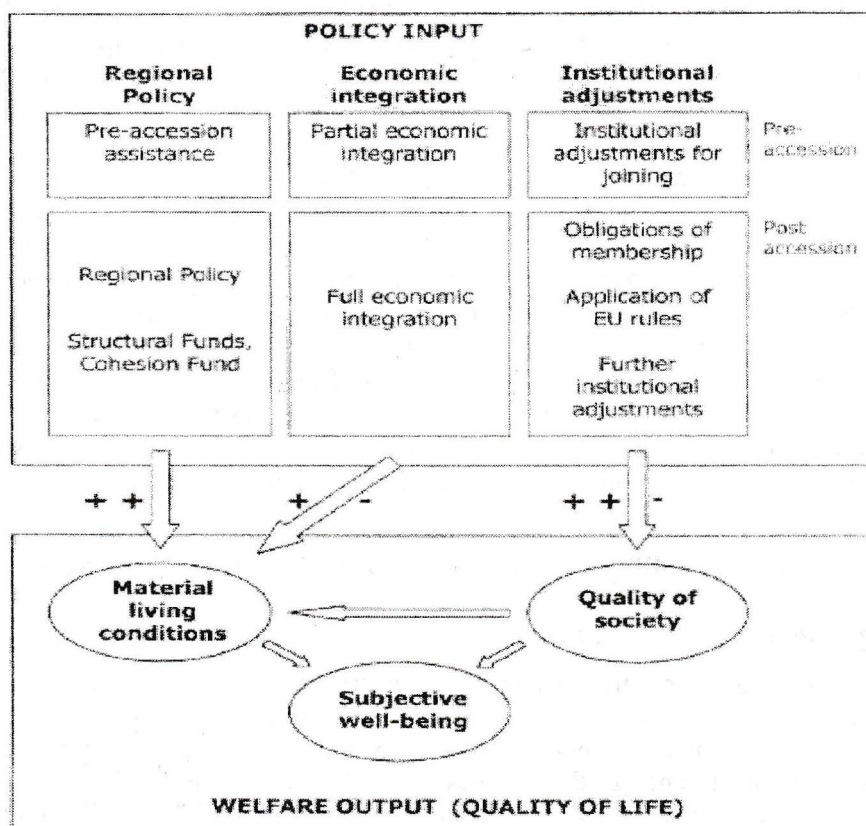 POLICY INPUT
Regional
Policy
Economic
integration
Institutional
adjustments
Pre-accession
assistance
Partial economic
integration
Institutional
adjustments for
joining
Pre-
accession
Regional Policy
Structural Funds,
Cohesion Fund
Full economic
integration
Obligations of
membership
Application of
EU rules
Further
institutional
adjustments
Post
accession
+ +
+ -
+ + -
Material
living
conditions
Quality of
society
Subjective
well-being
WELFARE OUTPUT (QUALITY OF LIFE)